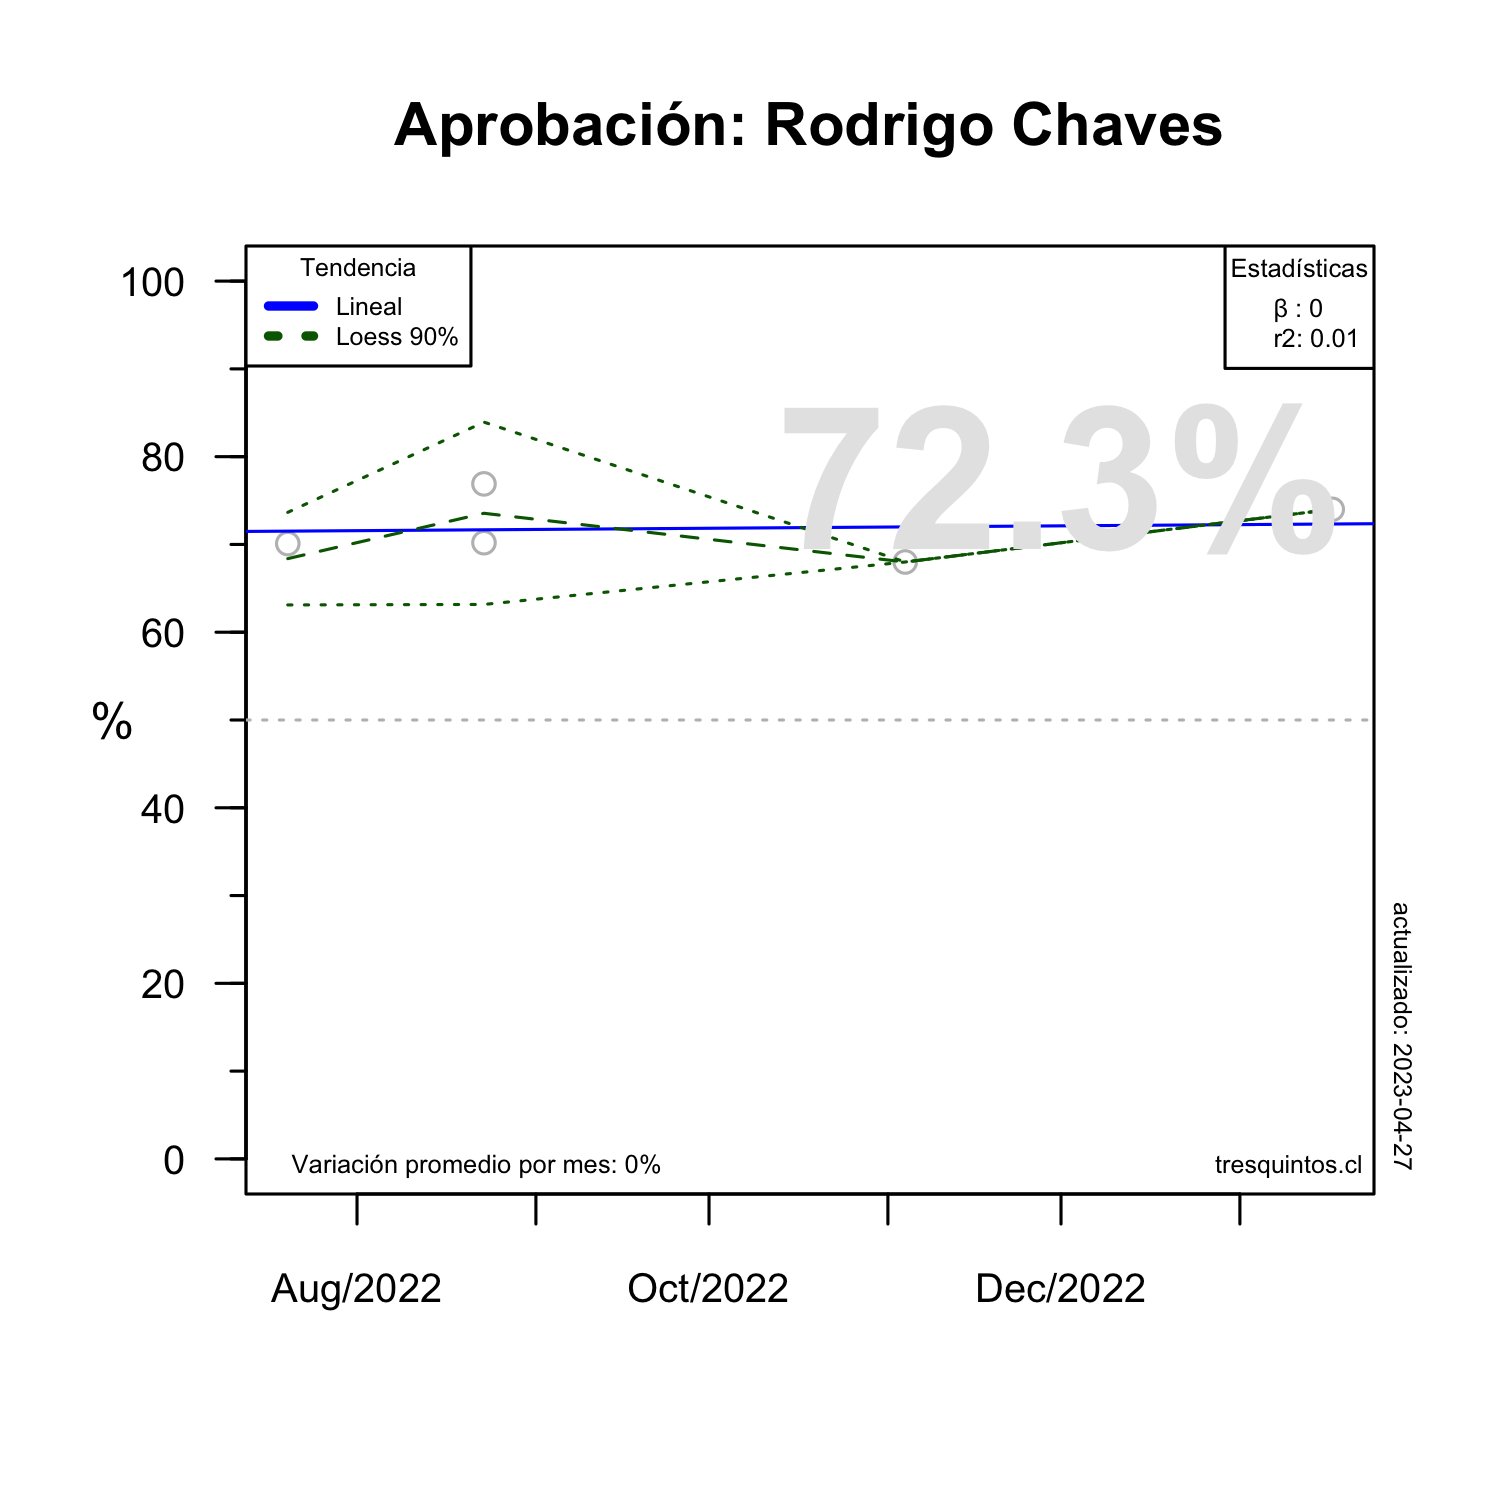 Aprobación: Rodrigo Chaves
Tendencia
Lineal
Loess 90%
Estadísticas
β : 0
r2: 0.01
72.3%
100
80
60
40
20
0
%
Variación promedio por mes: 0%
tresquintos.cl
actualizado: 2023-04-27
Aug/2022
Oct/2022
Dec/2022